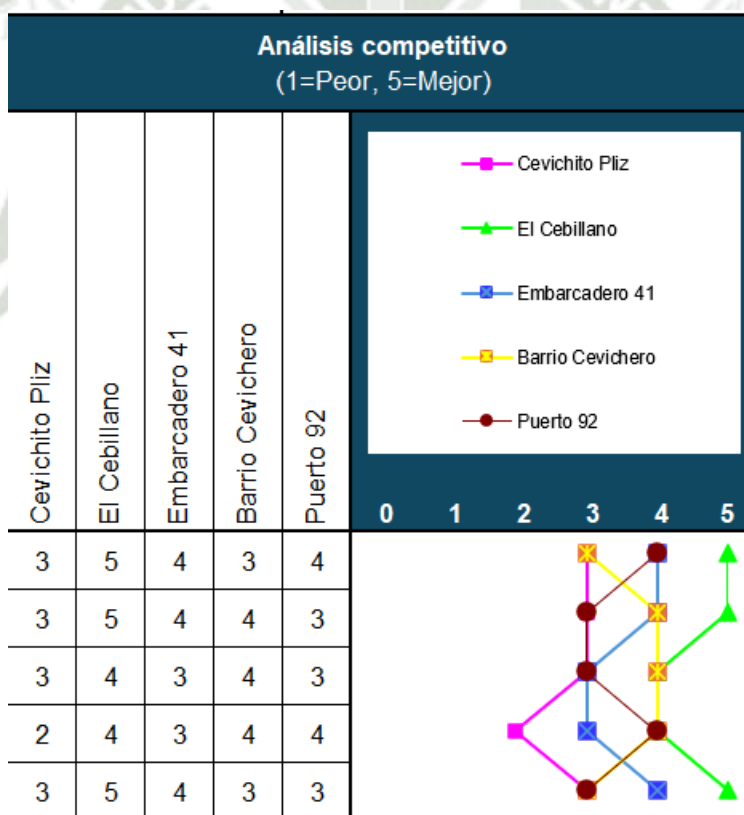 Análisis competitivo
(1=Peor, 5=Mejor)
Cevichito Pliz
El Cebillano
Embarcadero 41
Barrio Cevichero
Puerto 92
Cevichito Pliz
El Cebillano
Embarcadero 41
Barrio Cevichero
Puerto 92
0 1 2 3 4 5
3 5 4 3 4
3 5 4 4 3
3 4 3 4 3
2 4 3 4 4
3 5 4 3 3